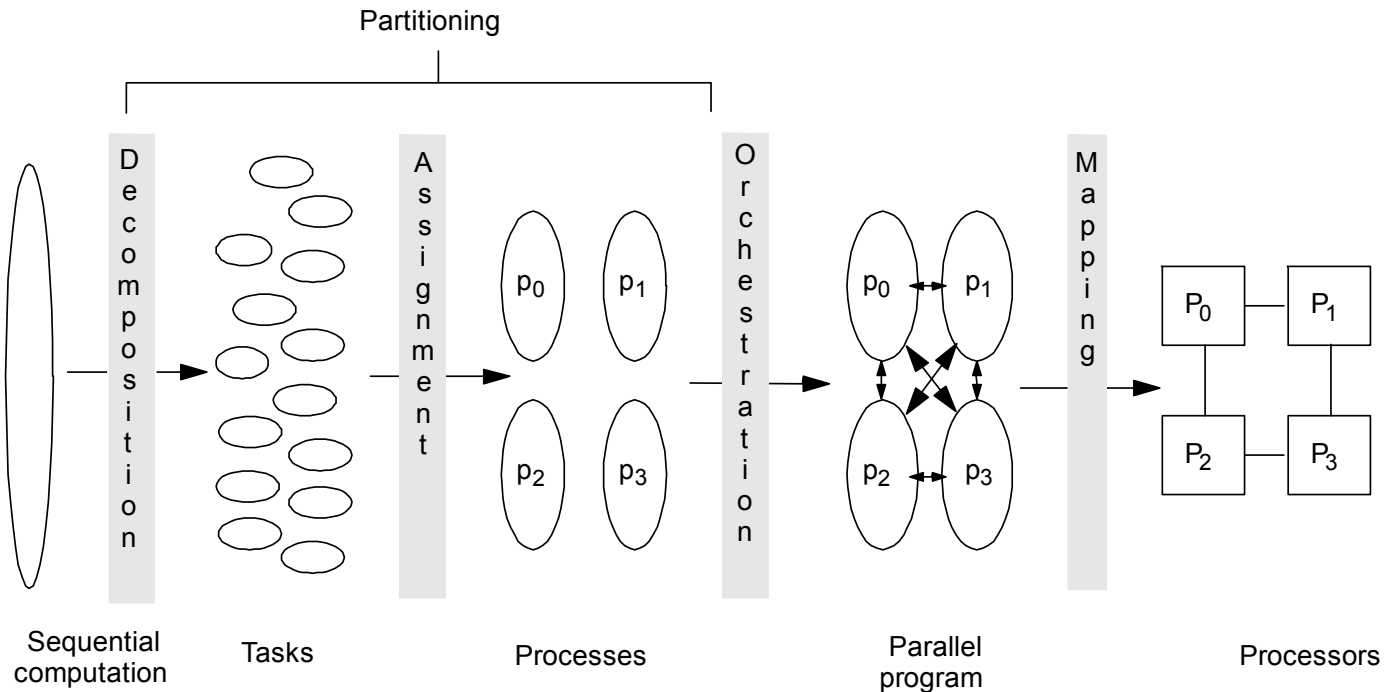 Partitioning
Decomposition
Assignment
Orchestration
Mapping
p0 p1
p2 p3
p0 p1
p2 p3
P0 P1
P2 P3
Sequential
computation
Tasks
Processes
Parallel
program
Processors